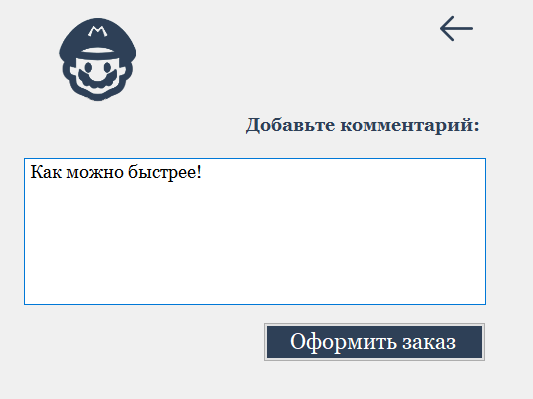 Добавьте комментарий:
Как можно быстрее!
Оформить заказ